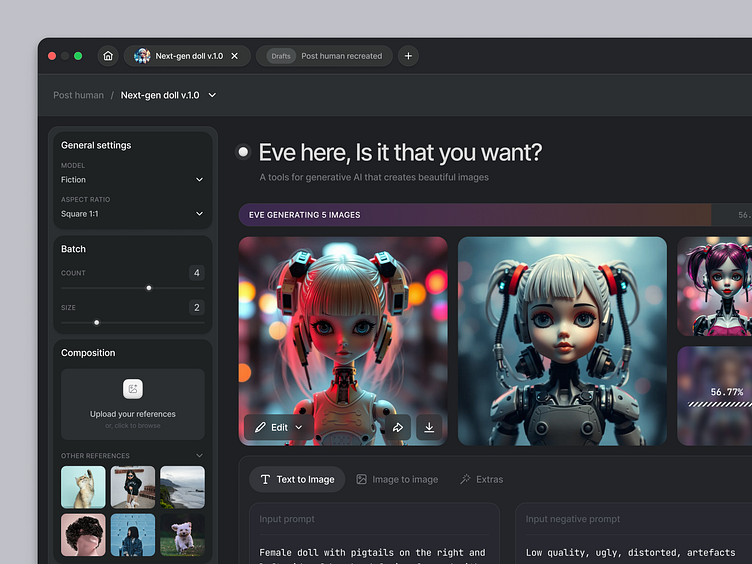 Next-gen doll v.1.0
Drafts
Post human recreated
Post human / Next-gen doll v.1.0
General settings
MODEL
Fiction
ASPECT RATIO
Square 1:1
Batch
COUNT
4
SIZE
2
Composition
Upload your references
or, click to browse
OTHER REFERENCES
Eve here, Is it that you want?
A tools for generative AI that creates beautiful images
EVE GENERATING 5 IMAGES
56.
56.77%
Edit
Text to Image
Image to image
Extras
Input prompt
Female doll with pigtails on the right and
Input negative prompt
Low quality, ugly, distorted, artefacts